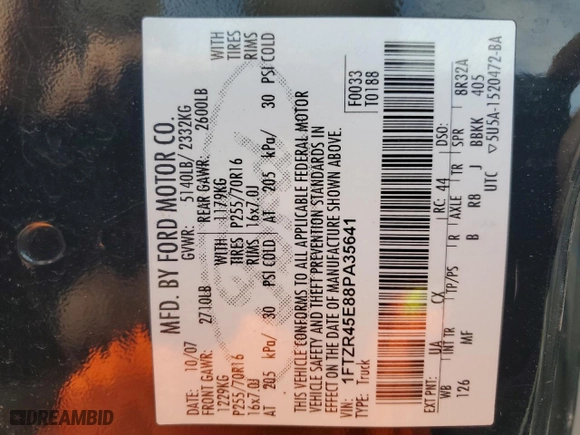 MFD. BY FORD MOTOR CO.
DATE: 10/07 GVWR: 5140LB/ 2332KG
FRONT GAWR: 2710LB REAR GAWR: 2600LB
1229KG WITH 1179KG WITH
P255/70R16 TIRES P255/70R16 TIRES
16x7.0J RIMS 16x7.0J RIMS
AT 205 kPa/ 30 PSI COLD AT 205 kPa/ 30 PSI COLD
THIS VEHICLE CONFORMS TO ALL APPLICABLE FEDERAL MOTOR
VEHICLE SAFETY AND THEFT PREVENTION STANDARDS IN
EFFECT ON THE DATE OF MANUFACTURE SHOWN ABOVE.
VIN: 1FTZR45E88PA35641 F0033
TYPE: Truck T0188
EXT PNT: UA CX RC: 44 DSO:
WB INT TR TP/PS R AXLE TR SPR 8R32A
126 MF B R8 J BBKK 405
UTC ▽5U5A-1520472-BA
DREAMBID